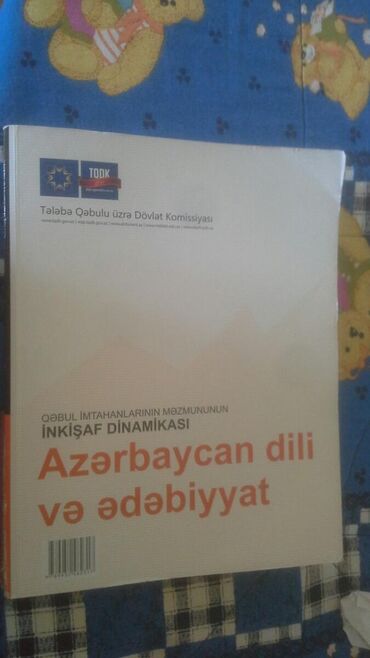 TQDK
Tələbə Qəbulu üzrə Dövlət Komissiyası
QƏBUL İMTAHANLARININ MƏZMUNUNUN
İNKİŞAF DİNAMİKASI
Azərbaycan dili
və ədəbiyyat